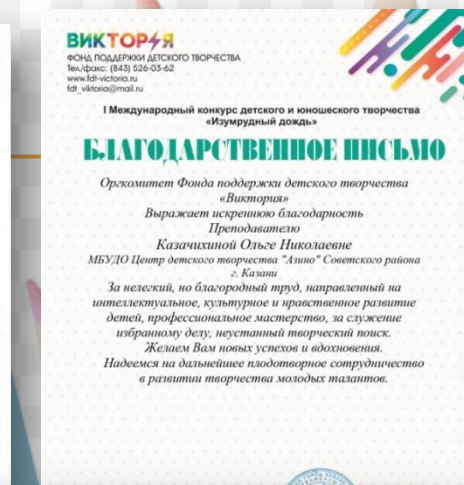 ВИКТОРИЯ
ФОНД ПОДДЕРЖКИ ДЕТСКОГО ТВОРЧЕСТВА
Тел./факс: (843) 526-03-62
www.fdt-victoria.ru
fdt_viktoria@mail.ru
I Международный конкурс детского и юношеского творчества
«Изумрудный дождь»
БЛАГОДАРСТВЕННОЕ ПИСЬМО
Оргкомитет Фонда поддержки детского творчества
«Виктория»
Выражает искреннюю благодарность
Преподавателю
Казачихиной Ольге Николаевне
МБУДО Центр детского творчества "Азино" Советского района
г. Казани
За нелегкий, но благородный труд, направленный на
интеллектуальное, культурное и нравственное развитие
детей, профессиональное мастерство, за служение
избранному делу, неустанный творческий поиск.
Желаем Вам новых успехов и вдохновения.
Надеемся на дальнейшее плодотворное сотрудничество
в развитии творчества молодых талантов.